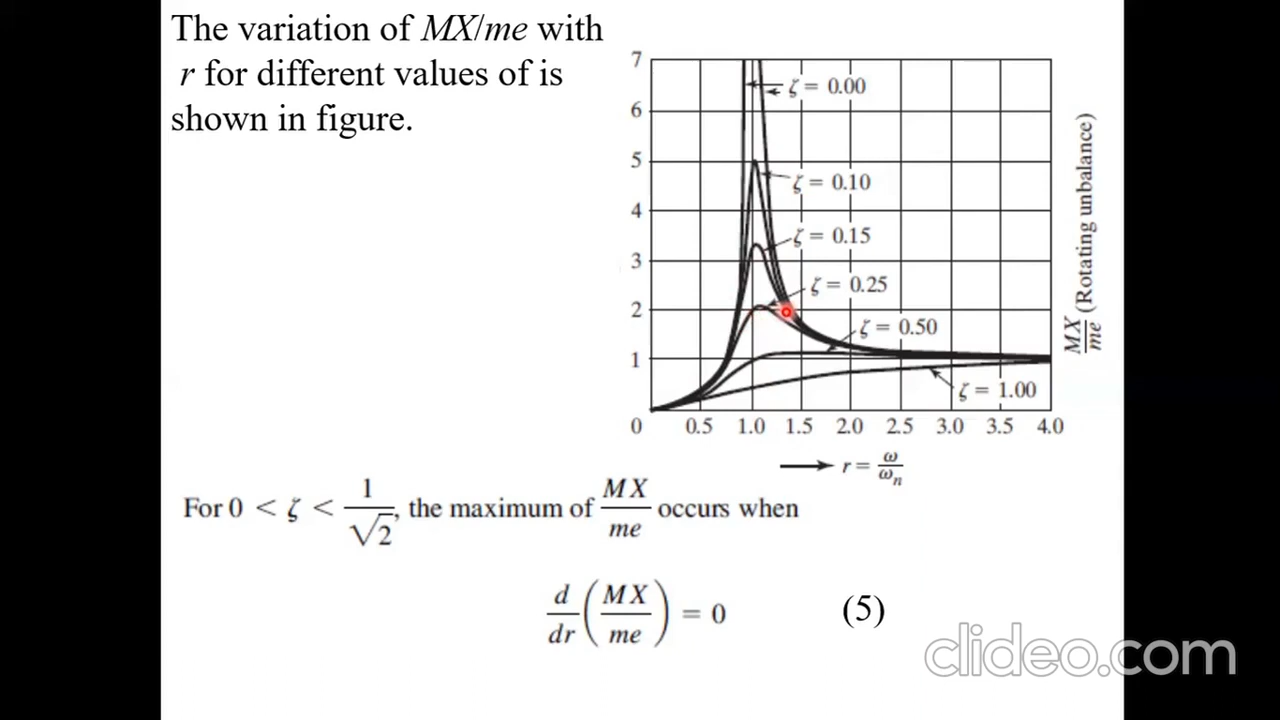 The variation of MX/me with
r for different values of is
shown in figure.
7
6
5
4
3
2
1
0
0.5 1.0 1.5 2.0 2.5 3.0 3.5 4.0
ζ = 0.00
ζ = 0.10
ζ = 0.15
ζ = 0.25
ζ = 0.50
ζ = 1.00
MX/me (Rotating unbalance)
→ r = ω/ωn
For 0 < ζ < 1/√2, the maximum of MX/me occurs when
d/dr (MX/me) = 0 (5)
clideo.com